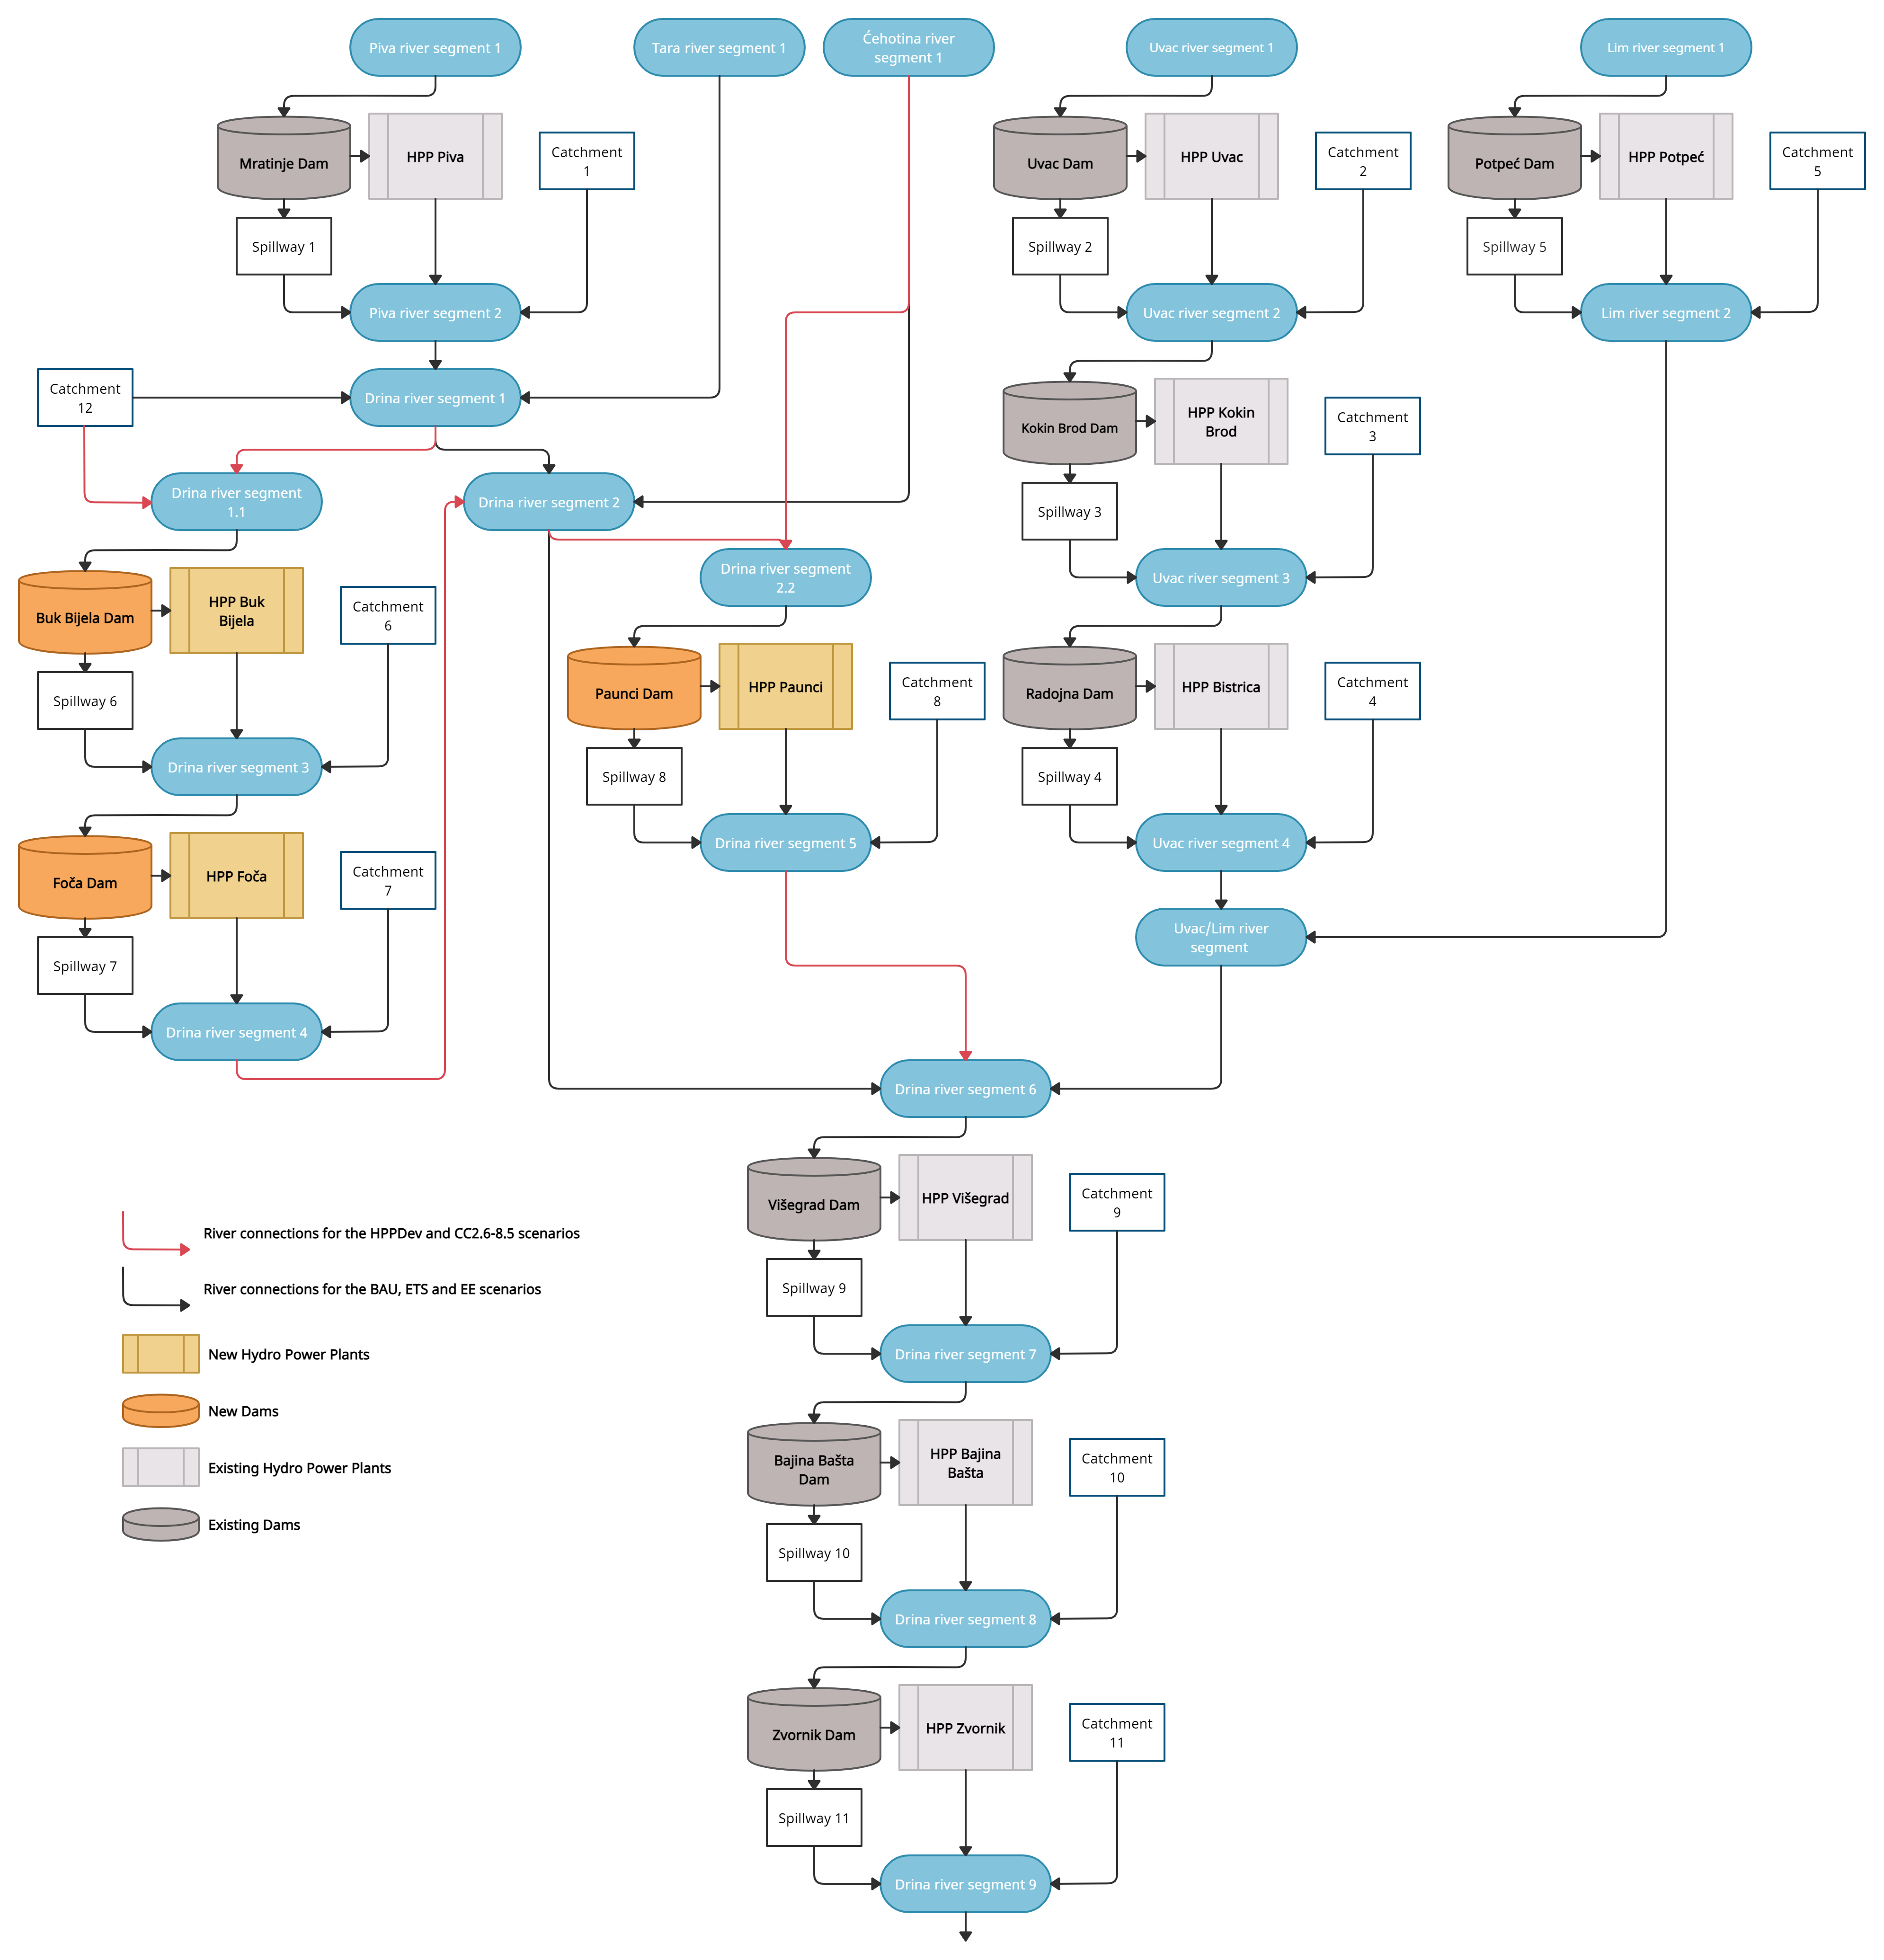 Piva river segment 1
Tara river segment 1
Ćehotina river
segment 1
Uvac river segment 1
Lim river segment 1
Mratinje Dam
HPP Piva
Catchment
1
Uvac Dam
HPP Uvac
Catchment
2
Potpeć Dam
HPP Potpeć
Catchment
5
Spillway 1
Spillway 2
Spillway 5
Piva river segment 2
Uvac river segment 2
Lim river segment 2
Catchment
12
Drina river segment 1
Kokin Brod Dam
HPP Kokin
Brod
Catchment
3
Drina river segment
1.1
Drina river segment 2
Spillway 3
Drina river segment
2.2
Uvac river segment 3
Buk Bijela Dam
HPP Buk
Bijela
Catchment
6
Paunci Dam
HPP Paunci
Catchment
8
Radojna Dam
HPP Bistrica
Catchment
4
Spillway 6
Spillway 8
Spillway 4
Drina river segment 3
Drina river segment 5
Uvac river segment 4
Foča Dam
HPP Foča
Catchment
7
Uvac/Lim river
segment
Spillway 7
Drina river segment 4
Drina river segment 6
Višegrad Dam
HPP Višegrad
Catchment
9
River connections for the HPPDev and CC2.6-8.5 scenarios
River connections for the BAU, ETS and EE scenarios
Spillway 9
New Hydro Power Plants
Drina river segment 7
New Dams
Existing Hydro Power Plants
Bajina Bašta
Dam
HPP Bajina
Bašta
Catchment
10
Existing Dams
Spillway 10
Drina river segment 8
Zvornik Dam
HPP Zvornik
Catchment
11
Spillway 11
Drina river segment 9